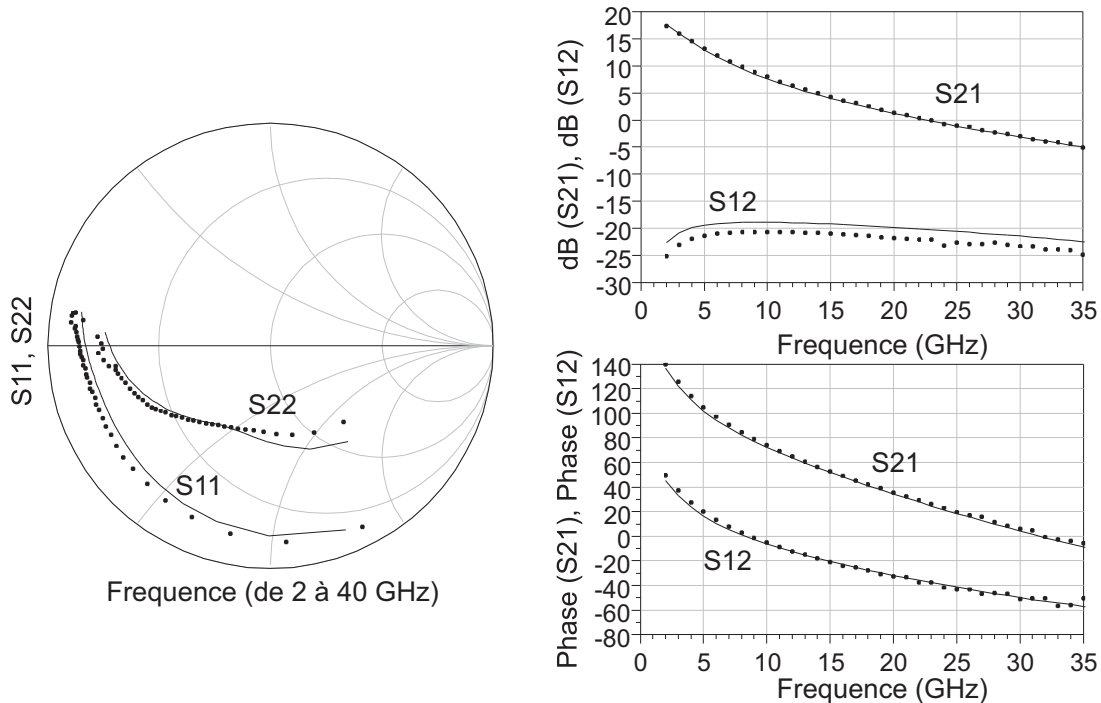 S11, S22
S22
S11
Frequence (de 2 à 40 GHz)
dB (S21), dB (S12)
20
15
10
5
0
-5
-10
-15
-20
-25
-30
S21
S12
0 5 10 15 20 25 30 35
Frequence (GHz)
Phase (S21), Phase (S12)
140
120
100
80
60
40
20
0
-20
-40
-60
-80
S21
S12
0 5 10 15 20 25 30 35
Frequence (GHz)